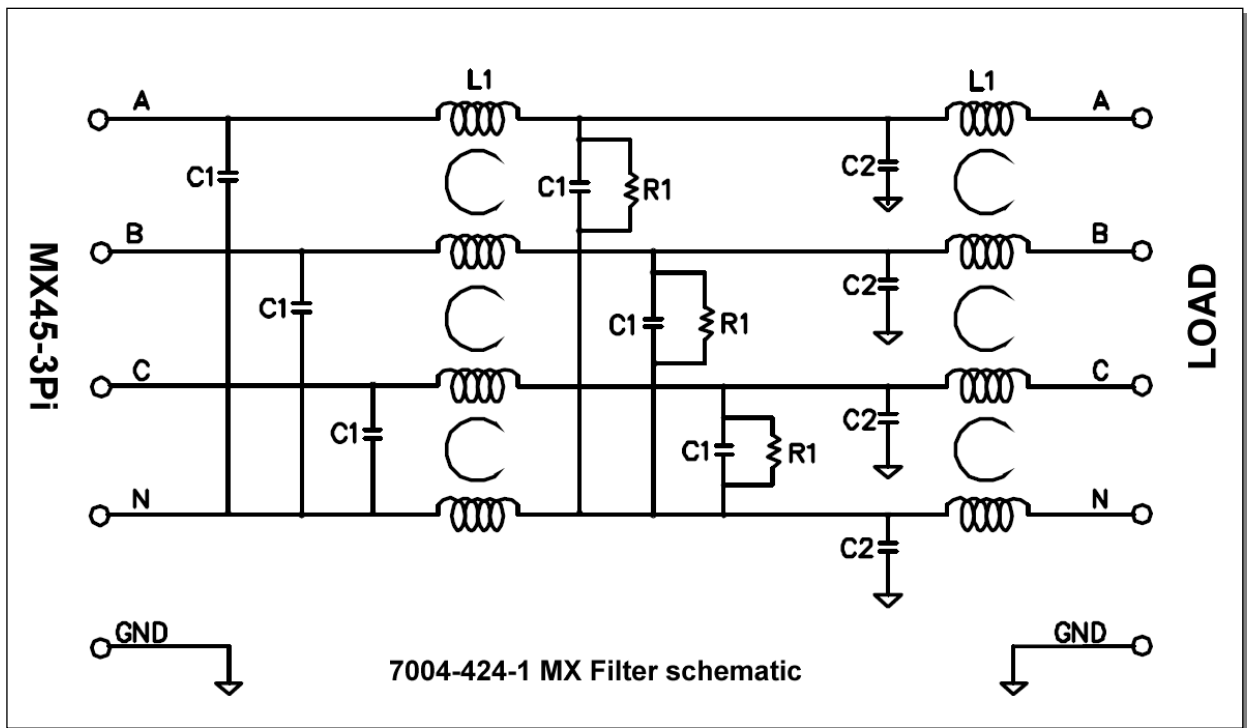 L1
L1
A
A
C1
C1
R1
C2
B
B
C1
C1
R1
C2
MX45-3Pi
LOAD
C
C
C1
C1
R1
C2
N
N
C2
GND
GND
7004-424-1 MX Filter schematic